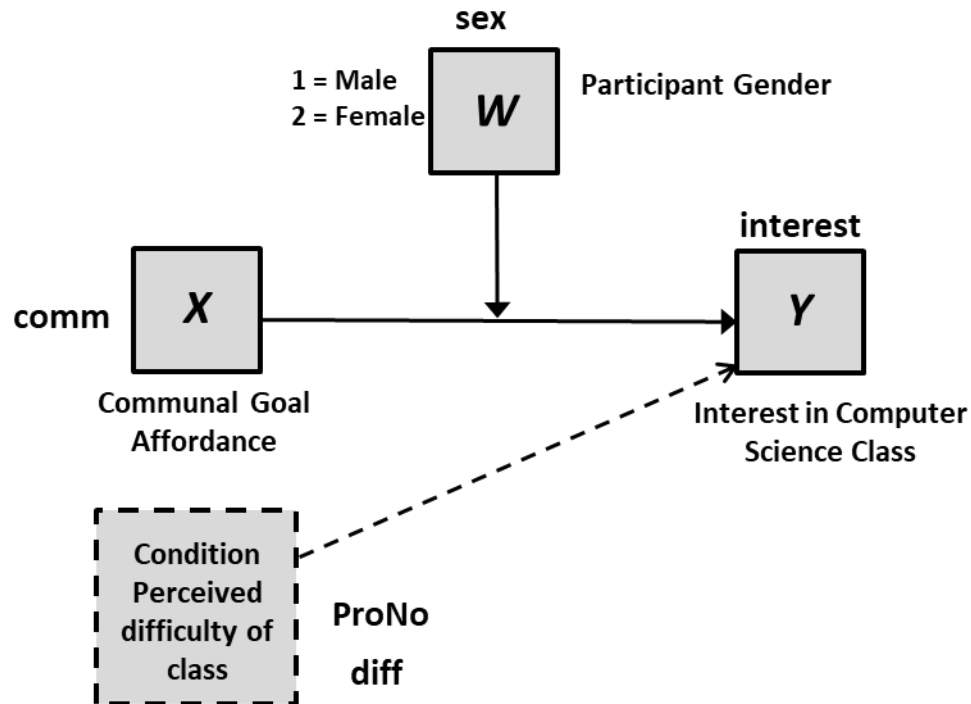 sex
1 = Male
2 = Female
W
Participant Gender
interest
comm
X
Y
Communal Goal
Affordance
Interest in Computer
Science Class
Condition
Perceived
difficulty of
class
ProNo
diff